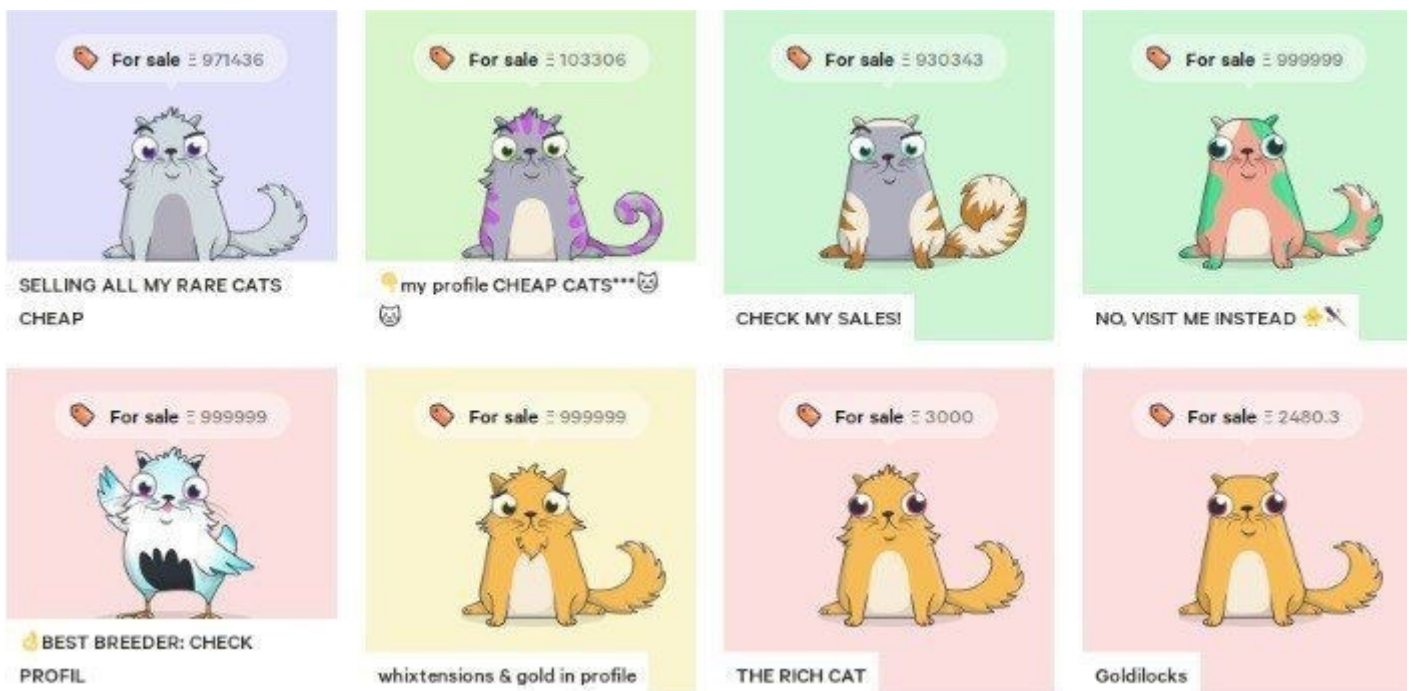 For sale Ξ 971436
For sale Ξ 103306
For sale Ξ 930343
For sale Ξ 999999
SELLING ALL MY RARE CATS
CHEAP
👇my profile CHEAP CATS***🐱
🐱
CHECK MY SALES!
NO, VISIT ME INSTEAD
For sale Ξ 999999
For sale Ξ 999999
For sale Ξ 3000
For sale Ξ 2480.3
👌BEST BREEDER: CHECK
PROFIL
whixtensions & gold in profile
THE RICH CAT
Goldilocks